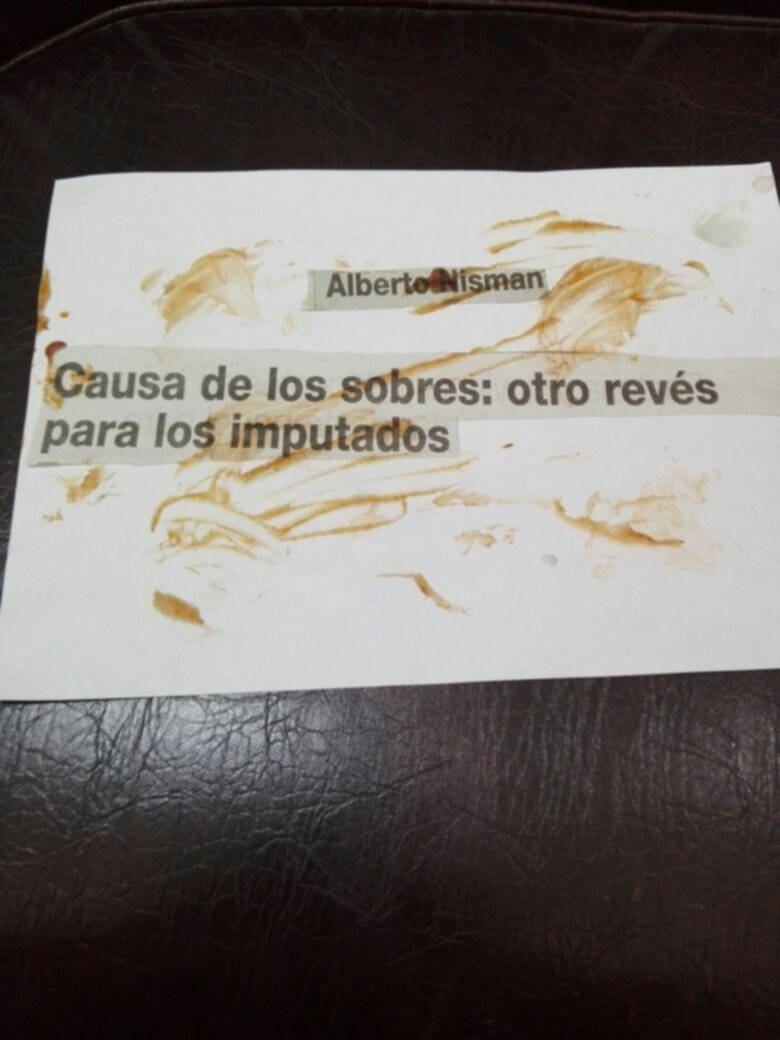 Alberto Nisman
Causa de los sobres: otro revés
para los imputados